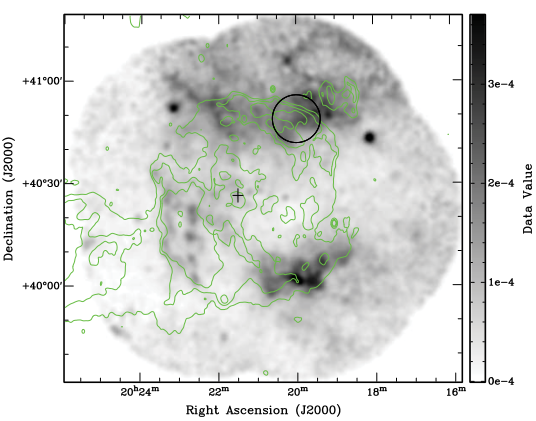 +41°00′
+40°30′
+40°00′
20ʰ24ᵐ 22ᵐ 20ᵐ 18ᵐ 16ᵐ
Right Ascension (J2000)
Declination (J2000)
3e−4
2e−4
1e−4
0e−4
Data Value